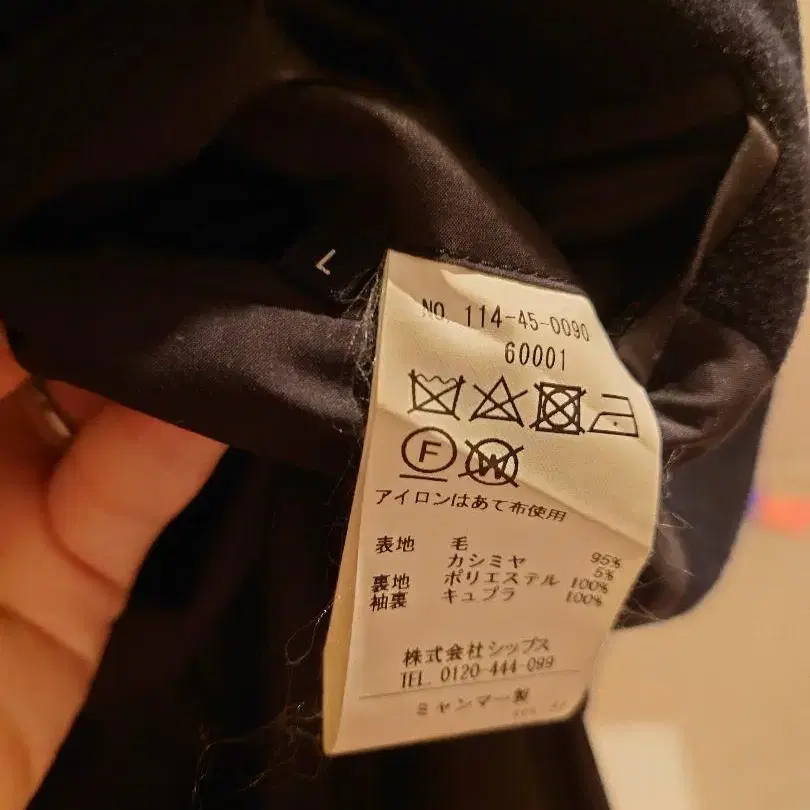 L
NO. 114-45-0090
60001
F
W
アイロンはあて布使用
表地 毛 95%
カシミヤ 5%
裏地 ポリエステル 100%
袖裏 キュプラ 100%
株式会社シップス
TEL. 0120-444-099
ミャンマー製